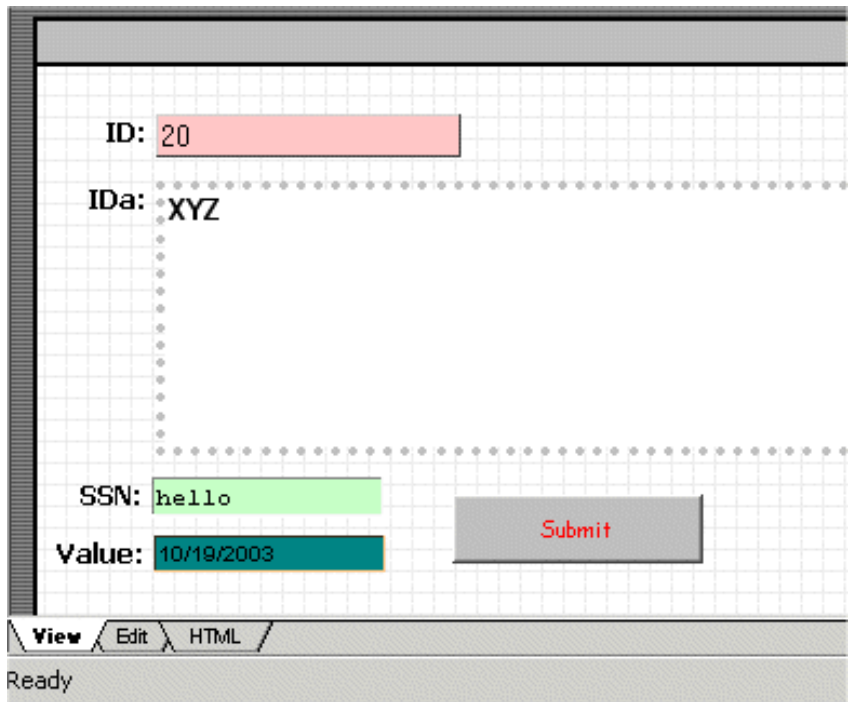 ID: 20
IDa: XYZ
SSN: hello
Submit
Value: 10/19/2003
View Edit HTML
Ready